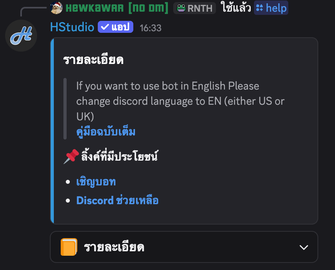 HawkBaaR [no om] RNTH ใช้แล้ว help
HStudio ✓ แอป 16:33
รายละเอียด
If you want to use bot in English Please
change discord language to EN (either US or
UK)
คู่มือฉบับเต็ม
📌 ลิ้งค์ที่มีประโยชน์
• เชิญบอท
• Discord ช่วยเหลือ
📙 รายละเอียด